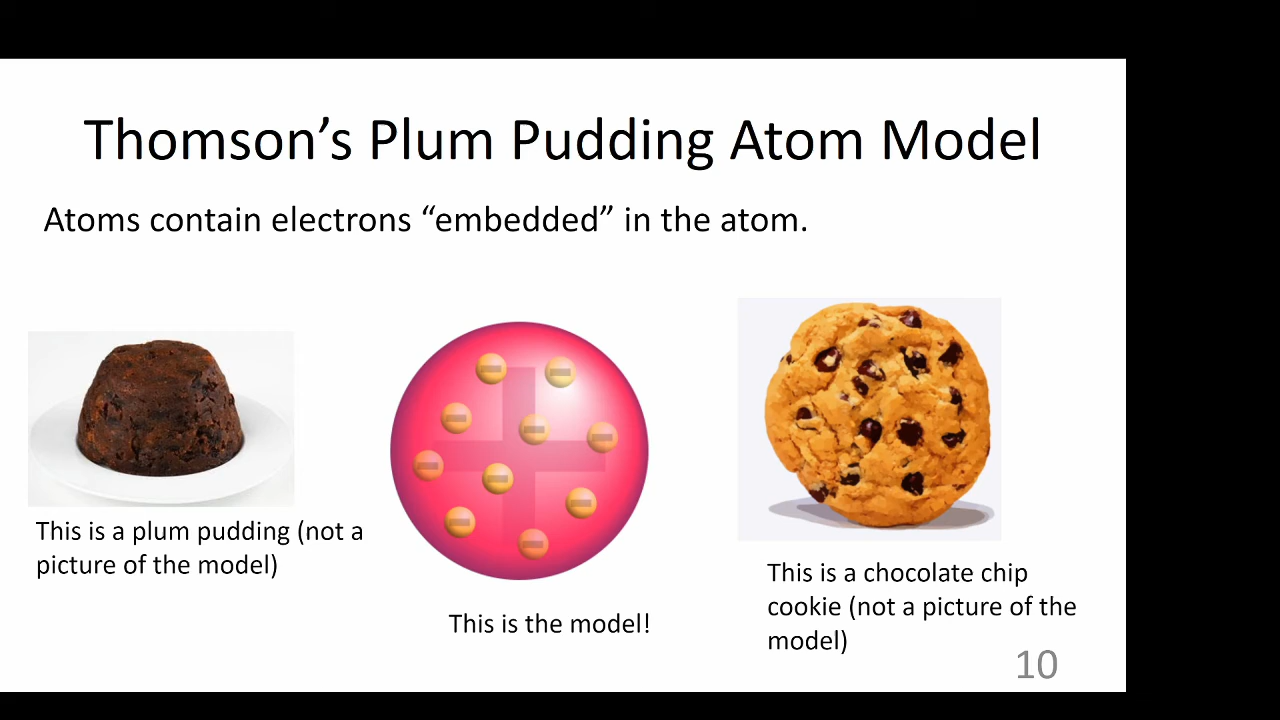 Thomson’s Plum Pudding Atom Model
Atoms contain electrons “embedded” in the atom.
This is a plum pudding (not a
picture of the model)
This is the model!
This is a chocolate chip
cookie (not a picture of the
model)
10